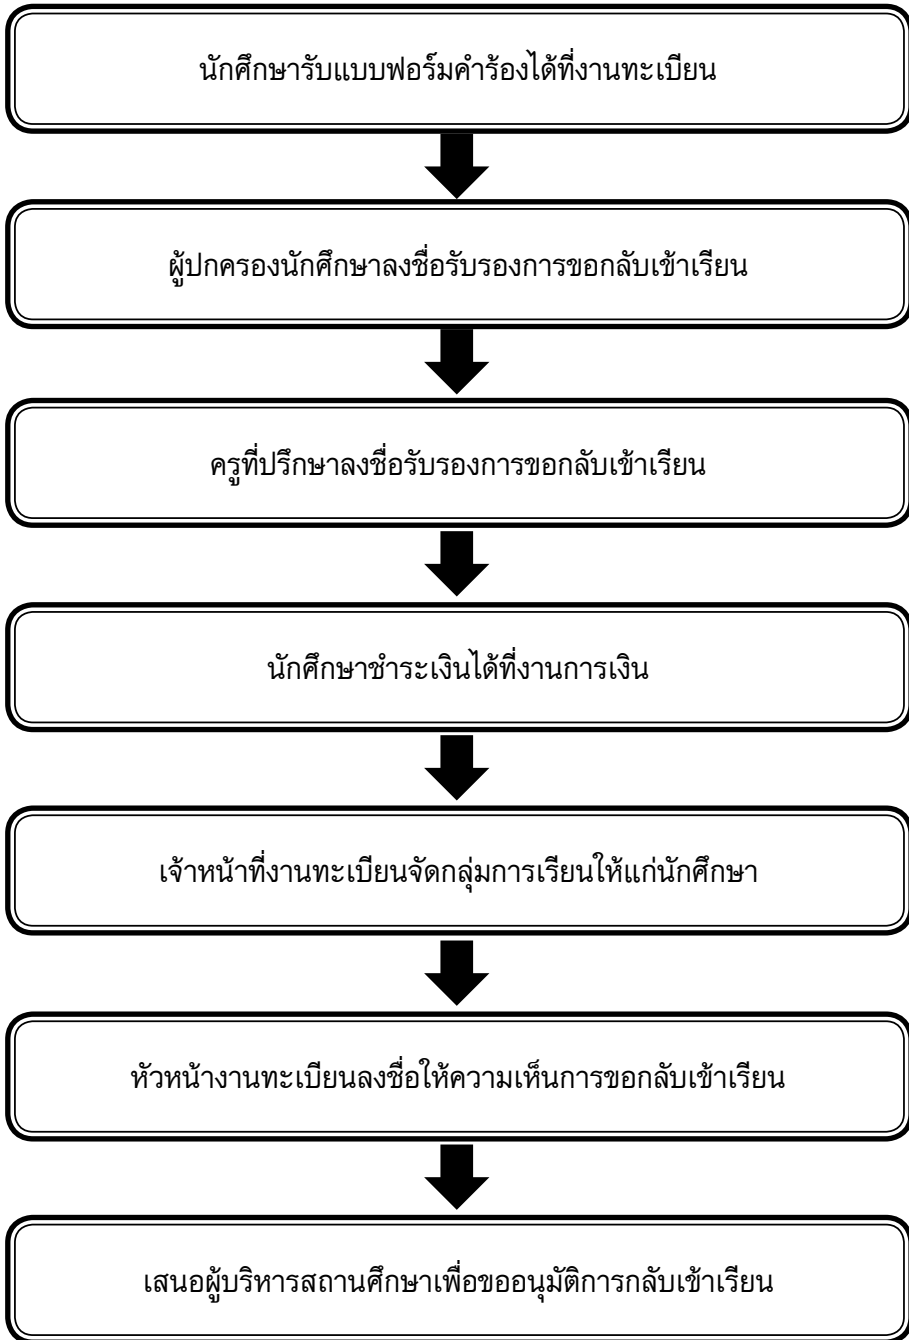 นักศึกษารับแบบฟอร์มคำร้องได้ที่งานทะเบียน
ผู้ปกครองนักศึกษาลงชื่อรับรองการขอกลับเข้าเรียน
ครูที่ปรึกษาลงชื่อรับรองการขอกลับเข้าเรียน
นักศึกษาชำระเงินได้ที่งานการเงิน
เจ้าหน้าที่งานทะเบียนจัดกลุ่มการเรียนให้แก่นักศึกษา
หัวหน้างานทะเบียนลงชื่อให้ความเห็นการขอกลับเข้าเรียน
เสนอผู้บริหารสถานศึกษาเพื่อขออนุมัติการกลับเข้าเรียน